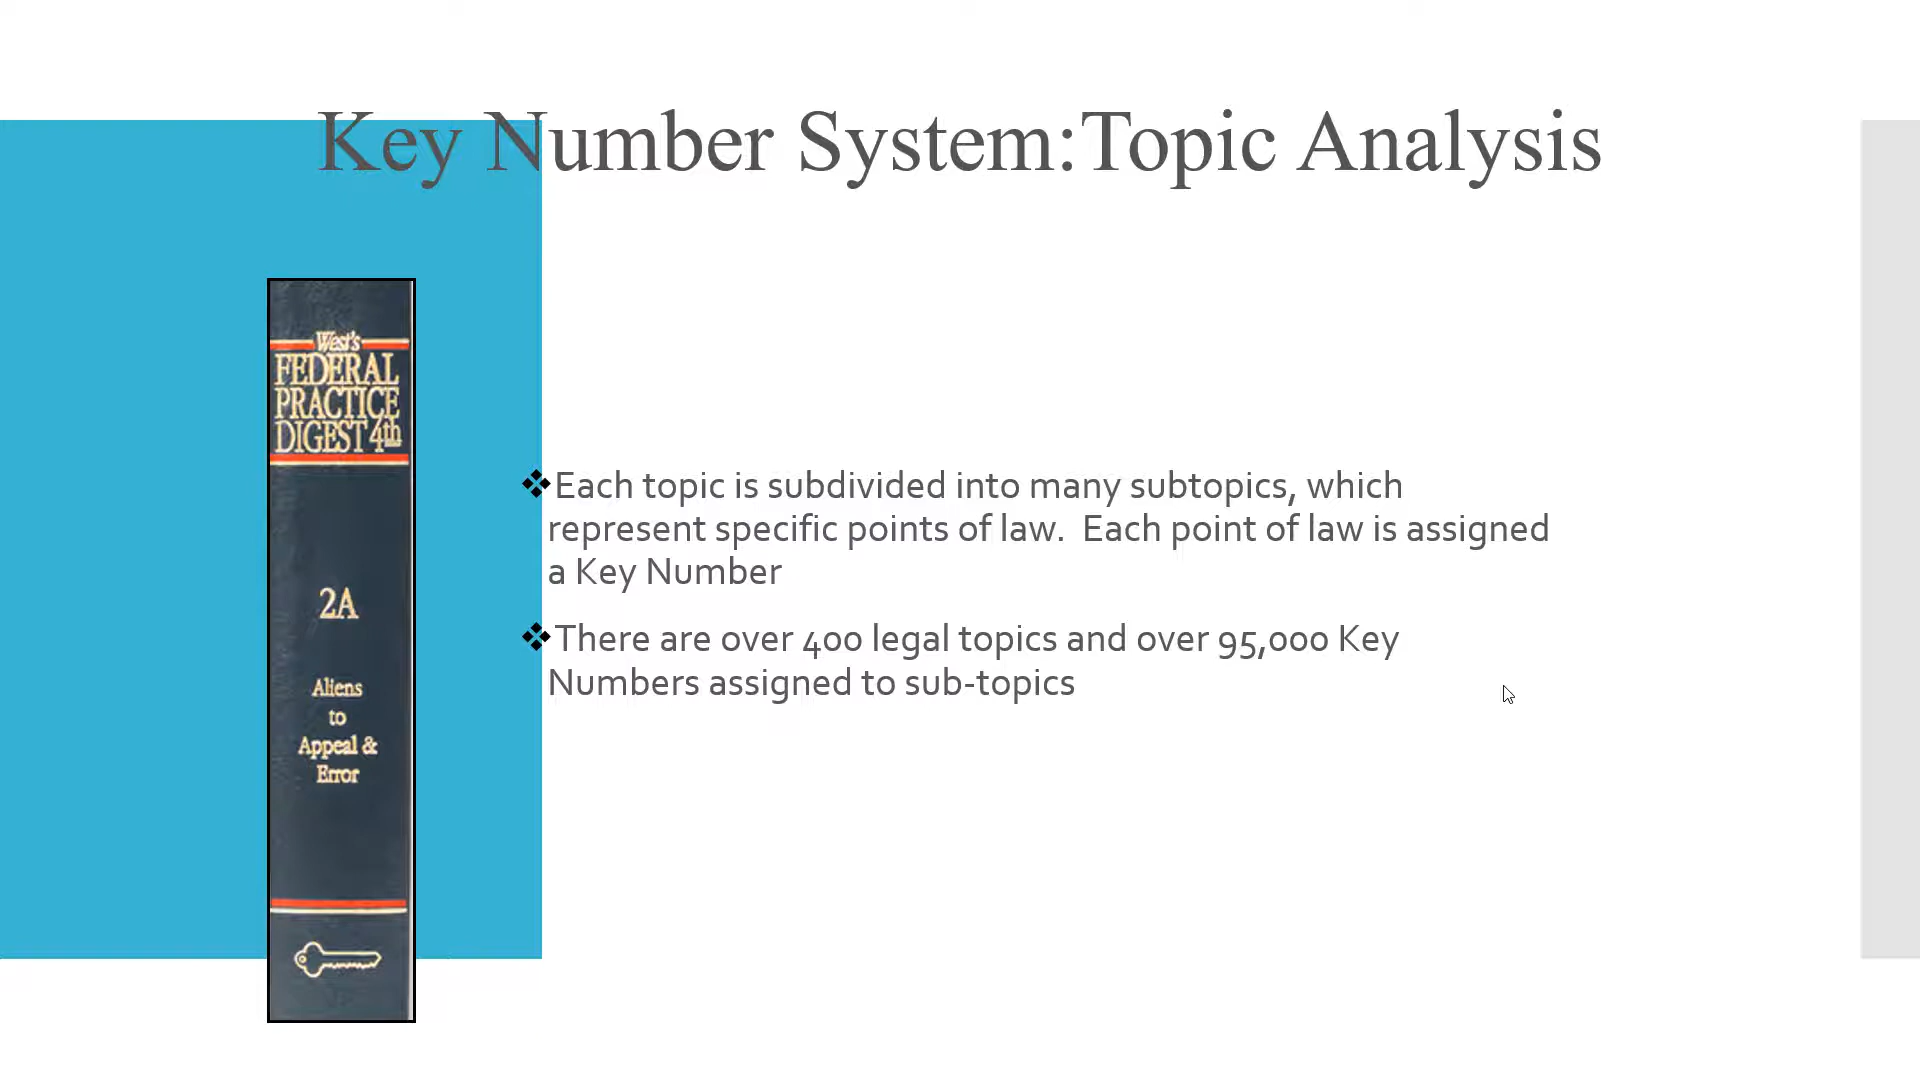 Key Number System:Topic Analysis
West's
FEDERAL
PRACTICE
DIGEST 4th
2A
Aliens
to
Appeal &
Error
❖Each topic is subdivided into many subtopics, which
represent specific points of law.  Each point of law is assigned
a Key Number
❖There are over 400 legal topics and over 95,000 Key
Numbers assigned to sub-topics